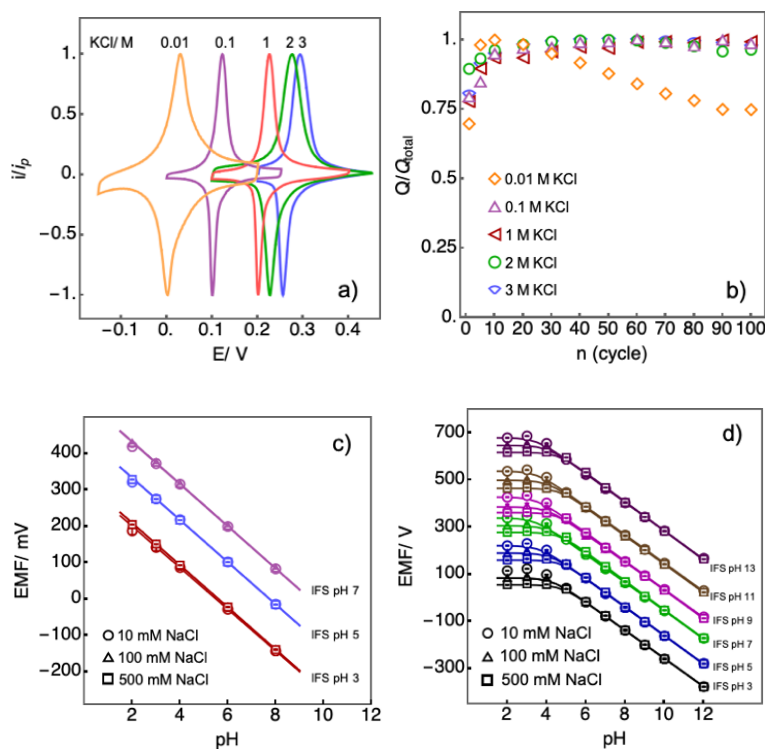 KCl/ M 0.01 0.1 1 2 3
1.
0.5
0.
-0.5
-1.
i/ip
-0.1 0. 0.1 0.2 0.3 0.4
E/ V
a)
1.
0.75
0.5
0.25
0.
Q/Qtotal
0.01 M KCl
0.1 M KCl
1 M KCl
2 M KCl
3 M KCl
b)
0 10 20 30 40 50 60 70 80 90 100
n (cycle)
c)
400
300
200
100
0
-100
-200
EMF/ mV
IFS pH 7
IFS pH 5
IFS pH 3
10 mM NaCl
100 mM NaCl
500 mM NaCl
2 4 6 8 10 12
pH
d)
700
500
300
100
-100
-300
EMF/ V
IFS pH 13
IFS pH 11
IFS pH 9
IFS pH 7
IFS pH 5
IFS pH 3
10 mM NaCl
100 mM NaCl
500 mM NaCl
2 4 6 8 10 12
pH